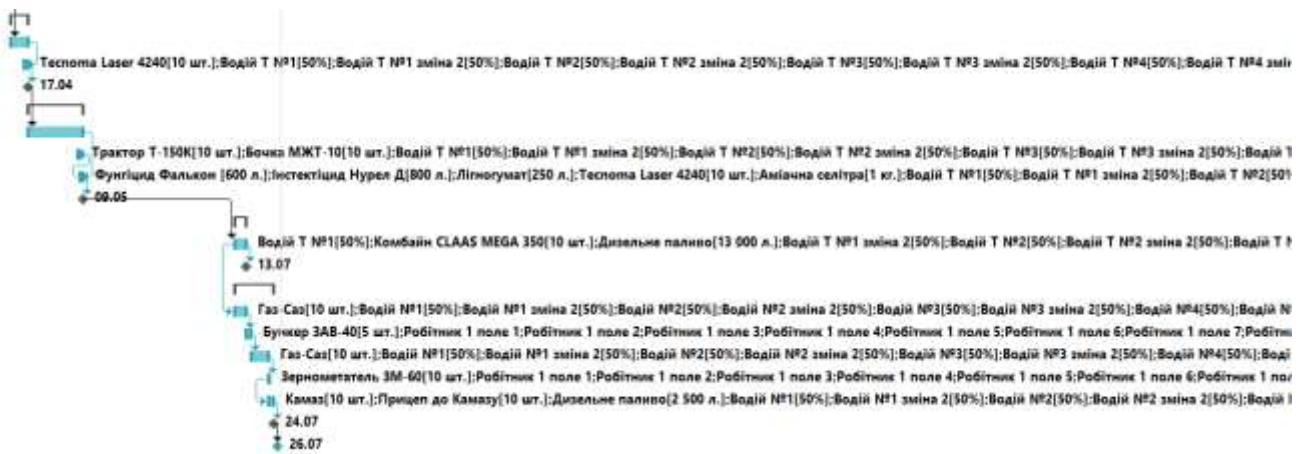 Tecnoma Laser 4240[10 шт.];Водій Т №1[50%];Водій Т №1 зміна 2[50%];Водій Т №2[50%];Водій Т №2 зміна 2[50%];Водій Т №3[50%];Водій Т №3 зміна 2[50%];Водій Т №4[50%];Водій Т №4 змін
17.04
Трактор Т-150К[10 шт.];Бочка МЖТ-10[10 шт.];Водій Т №1[50%];Водій Т №1 зміна 2[50%];Водій Т №2[50%];Водій Т №2 зміна 2[50%];Водій Т №3[50%];Водій Т №3 зміна 2[50%];Водій Т
Фунгіцид Фалькон [600 л.];Інстектіцид Нурел Д[800 л.];Лігногумат[250 л.];Tecnoma Laser 4240[10 шт.];Аміачна селітра[1 кг.];Водій Т №1[50%];Водій Т №1 зміна 2[50%];Водій Т №2[50%
09.05
Водій Т №1[50%];Комбайн CLAAS MEGA 350[10 шт.];Дизельне паливо[13 000 л.];Водій Т №1 зміна 2[50%];Водій Т №2[50%];Водій Т №2 зміна 2[50%];Водій Т №
13.07
Газ-Саз[10 шт.];Водій №1[50%];Водій №1 зміна 2[50%];Водій №2[50%];Водій №2 зміна 2[50%];Водій №3[50%];Водій №3 зміна 2[50%];Водій №4[50%];Водій №
Бункер ЗАВ-40[5 шт.];Робітник 1 поле 1;Робітник 1 поле 2;Робітник 1 поле 3;Робітник 1 поле 4;Робітник 1 поле 5;Робітник 1 поле 6;Робітник 1 поле 7;Робітни
Газ-Саз[10 шт.];Водій №1[50%];Водій №1 зміна 2[50%];Водій №2[50%];Водій №2 зміна 2[50%];Водій №3[50%];Водій №3 зміна 2[50%];Водій №4[50%];Воді
Зернометатель ЗМ-60[10 шт.];Робітник 1 поле 1;Робітник 1 поле 2;Робітник 1 поле 3;Робітник 1 поле 4;Робітник 1 поле 5;Робітник 1 поле 6;Робітник 1 пол
Камаз[10 шт.];Прицеп до Камазу[10 шт.];Дизельне паливо[2 500 л.];Водій №1[50%];Водій №1 зміна 2[50%];Водій №2[50%];Водій №2 зміна 2[50%];Водій
24.07
26.07